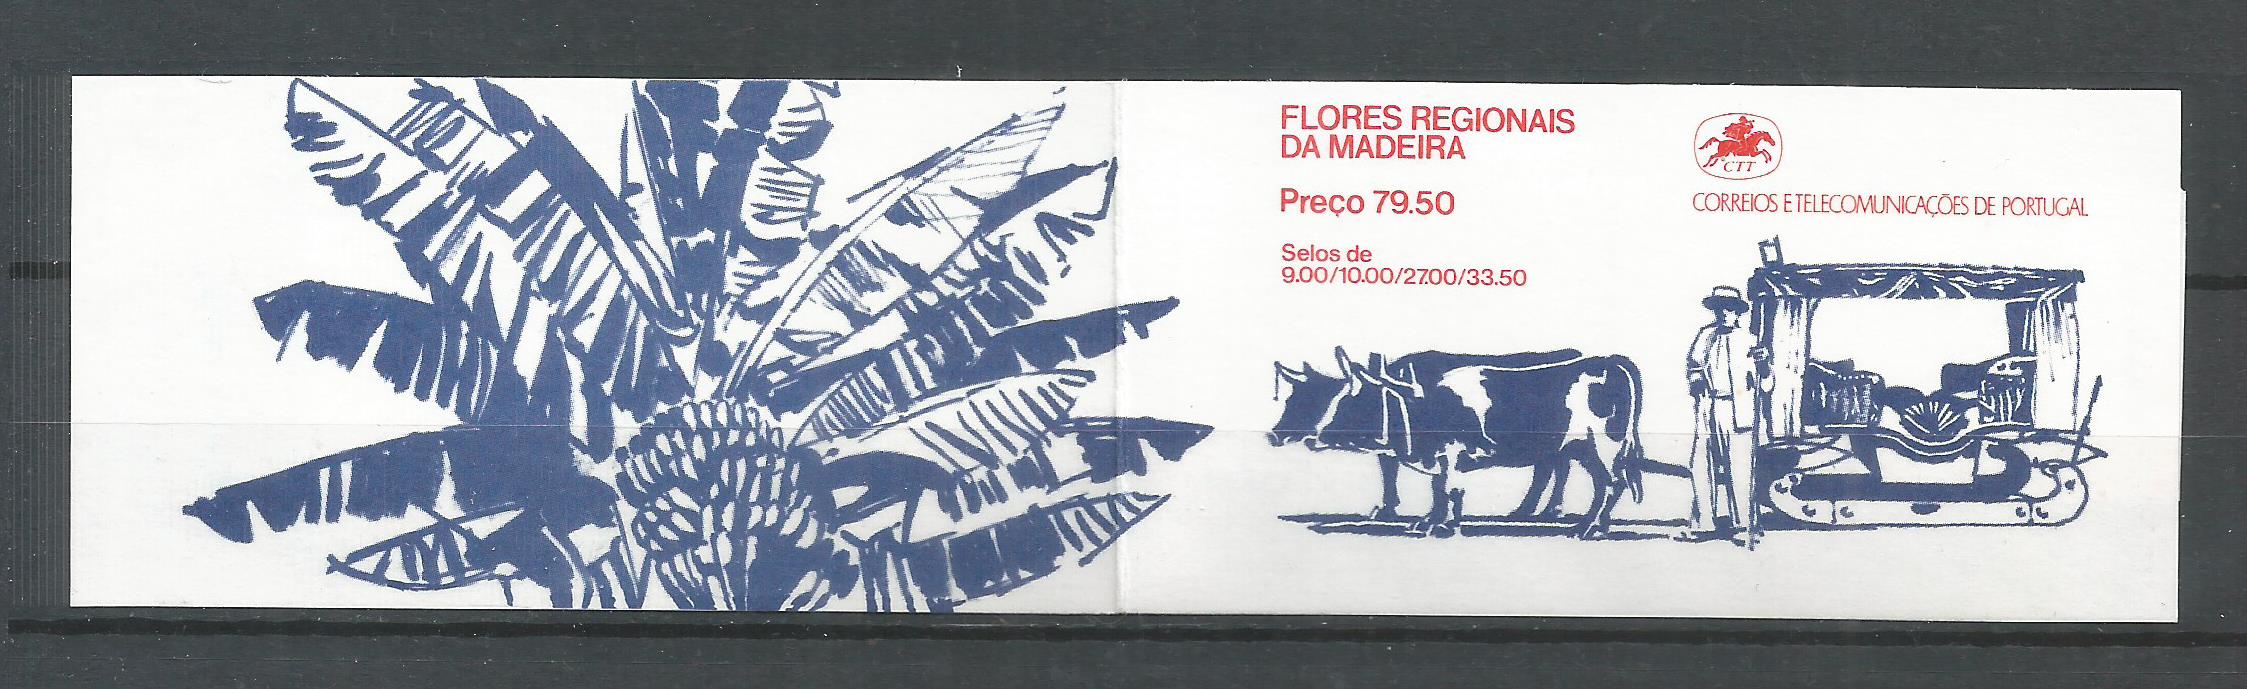 FLORES REGIONAIS
DA MADEIRA
Preço 79.50
Selos de
9.00/10.00/27.00/33.50
CTT
CORREIOS E TELECOMUNICAÇÕES DE PORTUGAL